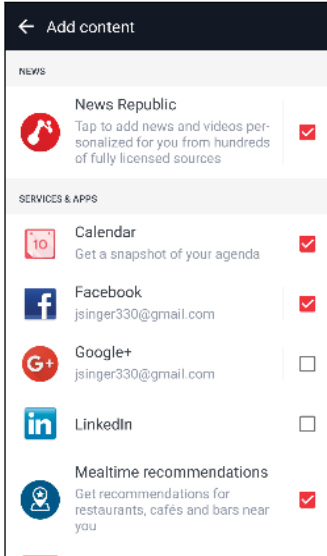 Add content
NEWS
News Republic
Tap to add news and videos per-
sonalized for you from hundreds
of fully licensed sources
SERVICES & APPS
10
Calendar
Get a snapshot of your agenda
f
Facebook
jsinger330@gmail.com
G+
Google+
jsinger330@gmail.com
in
LinkedIn
Mealtime recommendations
Get recommendations for
restaurants, cafés and bars near
you